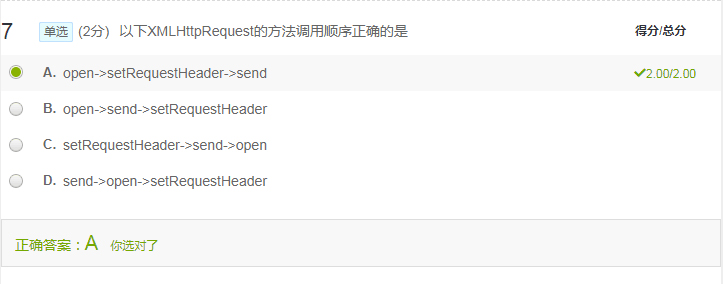 7 单选 (2分) 以下XMLHttpRequest的方法调用顺序正确的是 得分/总分
A. open->setRequestHeader->send 2.00/2.00
B. open->send->setRequestHeader
C. setRequestHeader->send->open
D. send->open->setRequestHeader
正确答案：A 你选对了